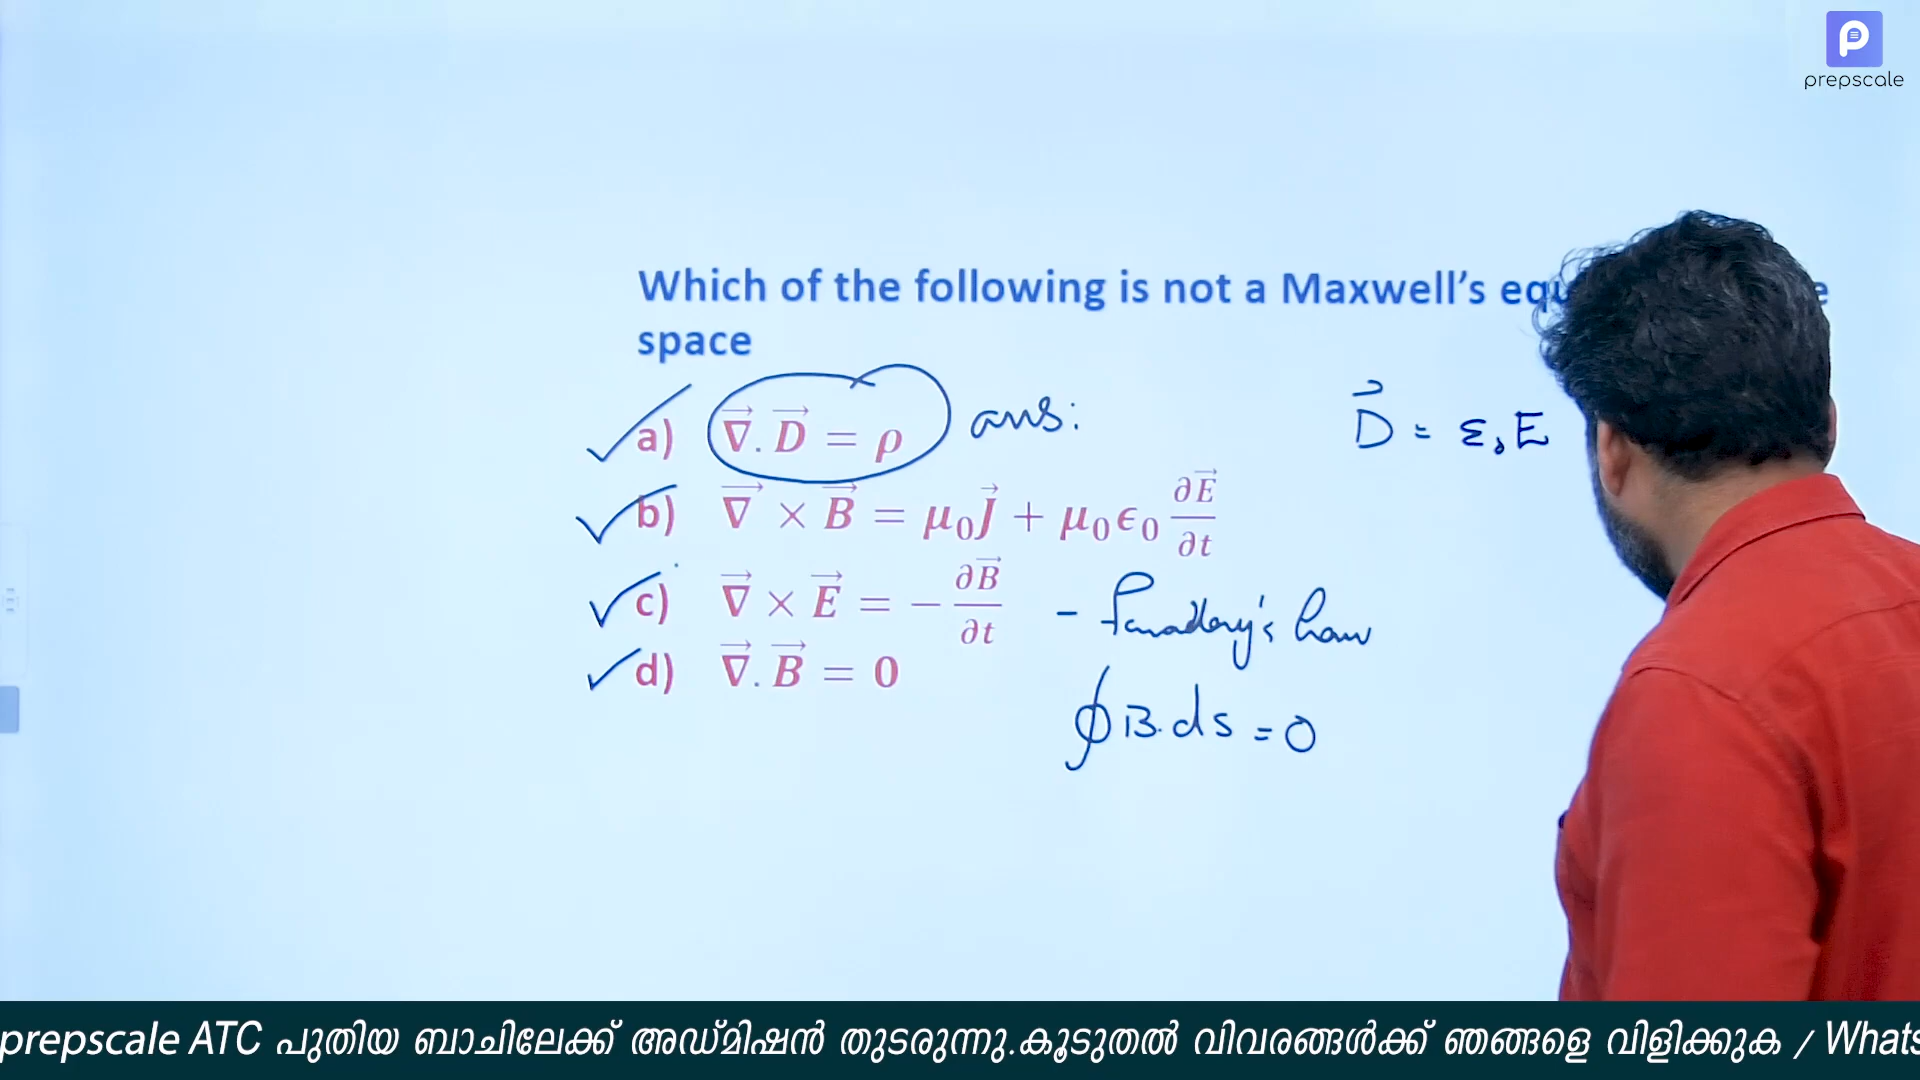 prepscale
Which of the following is not a Maxwell's equ
space
a) ∇⃗. D⃗ = ρ ans: D⃗ = ε₀E
b) ∇⃗ × B⃗ = μ₀J⃗ + μ₀ϵ₀ ∂E⃗/∂t
c) ∇⃗ × E⃗ = − ∂B⃗/∂t - Faraday's law
d) ∇⃗. B⃗ = 0
∮B.ds = 0
prepscale ATC പുതിയ ബാചിലേക്ക് അഡ്മിഷൻ തുടരുന്നു.കൂടുതൽ വിവരങ്ങൾക്ക് ഞങ്ങളെ വിളിക്കുക / Whats